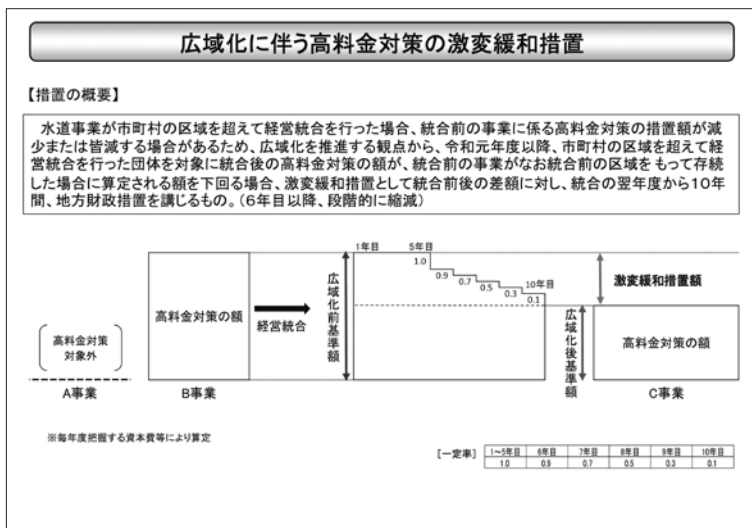 広域化に伴う高料金対策の激変緩和措置
【措置の概要】
水道事業が市町村の区域を超えて経営統合を行った場合、統合前の事業に係る高料金対策の措置額が減
少または皆減する場合があるため、広域化を推進する観点から、令和元年度以降、市町村の区域を超えて経
営統合を行った団体を対象に統合後の高料金対策の額が、統合前の事業がなお統合前の区域をもって存続
した場合に算定される額を下回る場合、激変緩和措置として統合前後の差額に対し、統合の翌年度から10年
間、地方財政措置を講じるもの。(6年目以降、段階的に縮減)
高料金対策
対象外
A事業
高料金対策の額
B事業
経営統合
広域化前基準額
1年目
5年目
1.0
0.9
0.7
0.5
0.3
10年目
0.1
激変緩和措置額
広域化後基準額
高料金対策の額
C事業
※毎年度把握する資本費等により算定
[一定率] 1~5年目 6年目 7年目 8年目 9年目 10年目
1.0 0.9 0.7 0.5 0.3 0.1